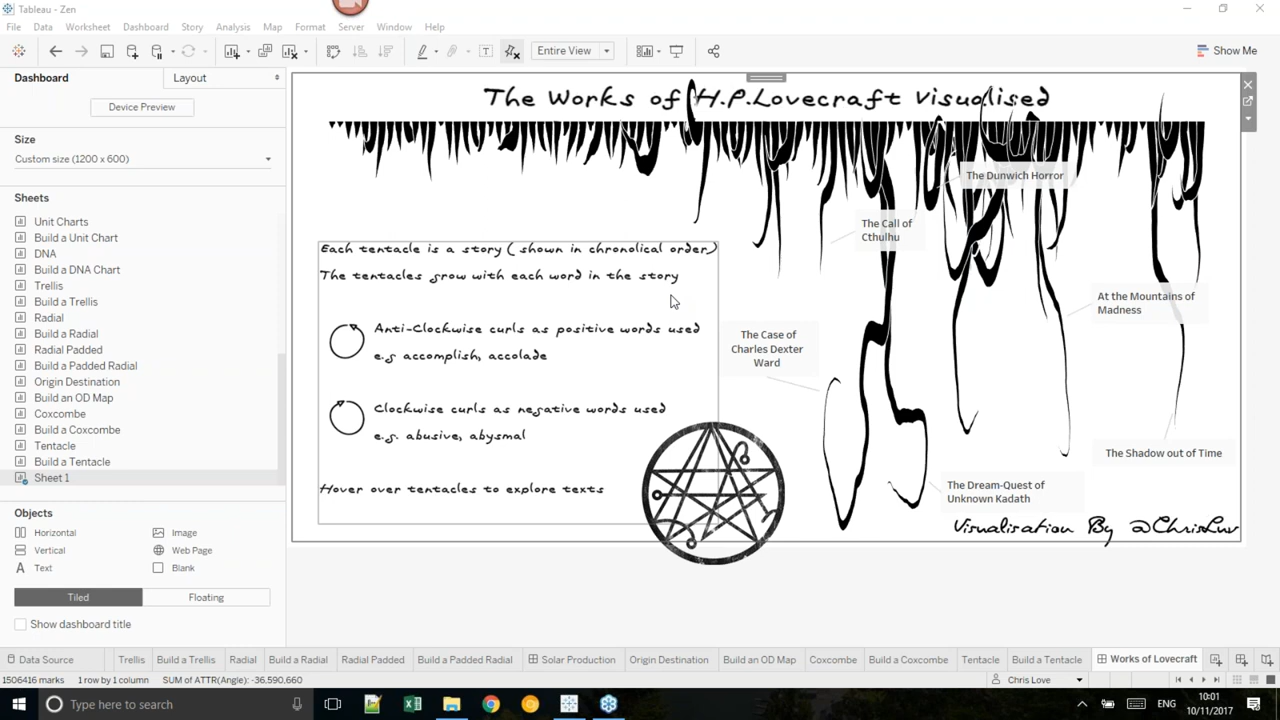 Tableau - Zen
File Data Worksheet Dashboard Story Analysis Map Format Server Window Help
Entire View
Show Me
Dashboard
Layout
Device Preview
Size
Custom size (1200 x 600)
Sheets
Unit Charts
Build a Unit Chart
DNA
Build a DNA Chart
Trellis
Build a Trellis
Radial
Build a Radial
Radial Padded
Build a Padded Radial
Origin Destination
Build an OD Map
Coxcombe
Build a Coxcombe
Tentacle
Build a Tentacle
Sheet 1
Objects
Horizontal
Image
Vertical
Web Page
Text
Blank
Tiled
Floating
Show dashboard title
The Works of H.P.Lovecraft Visualised
The Dunwich Horror
The Call of
Cthulhu
Each tentacle is a story ( shown in chronolical order)
The tentacles grow with each word in the story
At the Mountains of
Madness
Anti-Clockwise curls as positive words used
e.g accomplish, accolade
The Case of
Charles Dexter
Ward
Clockwise curls as negative words used
e.g. abusive, abysmal
The Shadow out of Time
Hover over tentacles to explore texts
The Dream-Quest of
Unknown Kadath
Visualisation By @ChrisLuv
Data Source Trellis Build a Trellis Radial Build a Radial Radial Padded Build a Padded Radial Solar Production Origin Destination Build an OD Map Coxcombe Build a Coxcombe Tentacle Build a Tentacle Works of Lovecraft
1506416 marks 1 row by 1 column SUM of ATTR(Angle): -36,590.660
Chris Love
Type here to search
ENG
10:01
10/11/2017